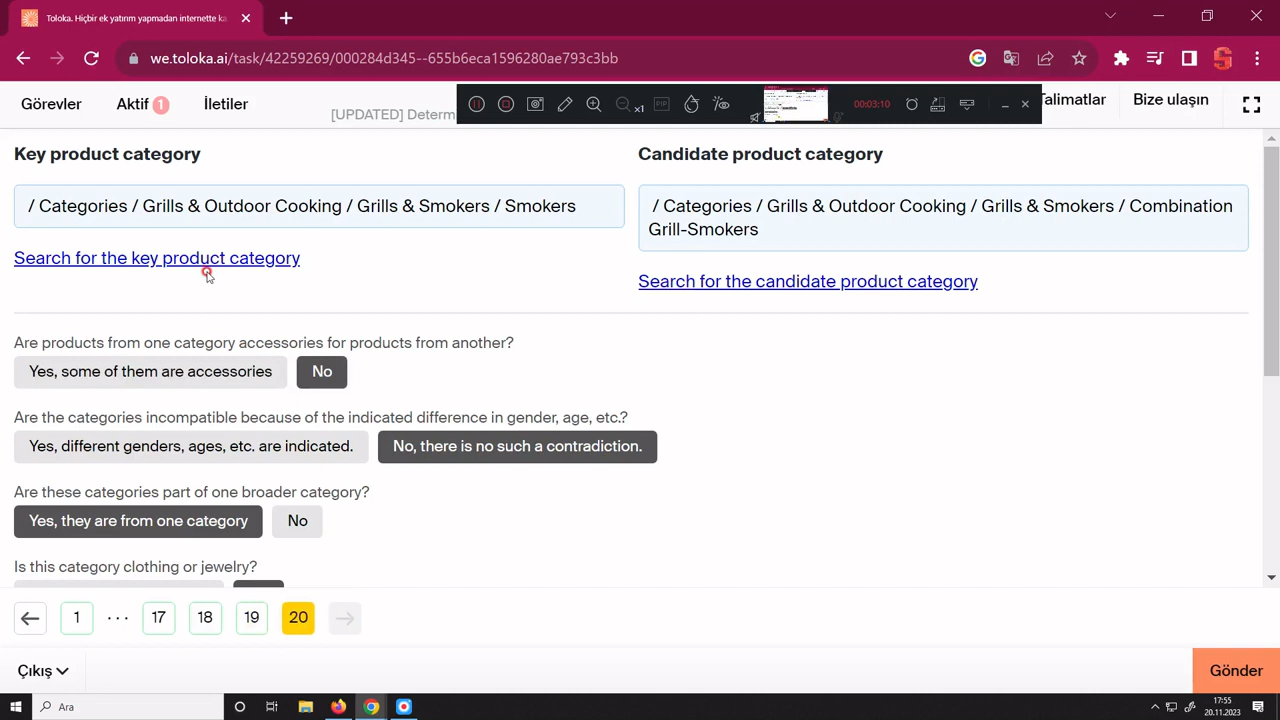 Toloka. Hiçbir ek yatırım yapmadan internette ka
we.toloka.ai/task/42259269/000284d345--655b6eca1596280ae793c3bb
Görevler
Aktif 1
İletiler
[UPDATED] Determ
x1
PIP
00:03:10
Talimatlar
Bize ulaşın
Key product category
Candidate product category
/ Categories / Grills & Outdoor Cooking / Grills & Smokers / Smokers
/ Categories / Grills & Outdoor Cooking / Grills & Smokers / Combination
Grill-Smokers
Search for the key product category
Search for the candidate product category
Are products from one category accessories for products from another?
Yes, some of them are accessories
No
Are the categories incompatible because of the indicated difference in gender, age, etc.?
Yes, different genders, ages, etc. are indicated.
No, there is no such a contradiction.
Are these categories part of one broader category?
Yes, they are from one category
No
Is this category clothing or jewelry?
1 ··· 17 18 19 20
Çıkış
Gönder
Ara
17:55
20.11.2023